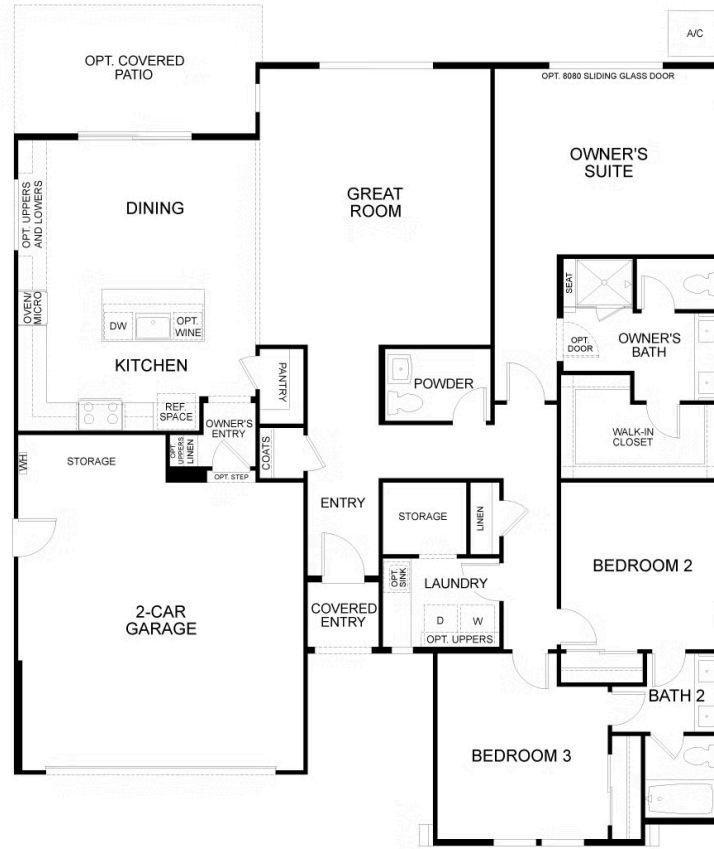 A/C
OPT. COVERED
PATIO
OPT. 8080 SLIDING GLASS DOOR
OWNER'S
SUITE
OPT. UPPERS
AND LOWERS
DINING
GREAT
ROOM
SEAT
OVEN/
MICRO
DW
OPT.
WINE
OPT.
DOOR
OWNER'S
BATH
KITCHEN
PANTRY
POWDER
REF.
SPACE
OWNER'S
ENTRY
WALK-IN
CLOSET
WH
STORAGE
OPT.
UPPERS
LINEN
COATS
OPT. STEP
ENTRY
STORAGE
LINEN
BEDROOM 2
OPT.
SINK
LAUNDRY
2-CAR
GARAGE
COVERED
ENTRY
D
W
OPT. UPPERS
BATH 2
BEDROOM 3